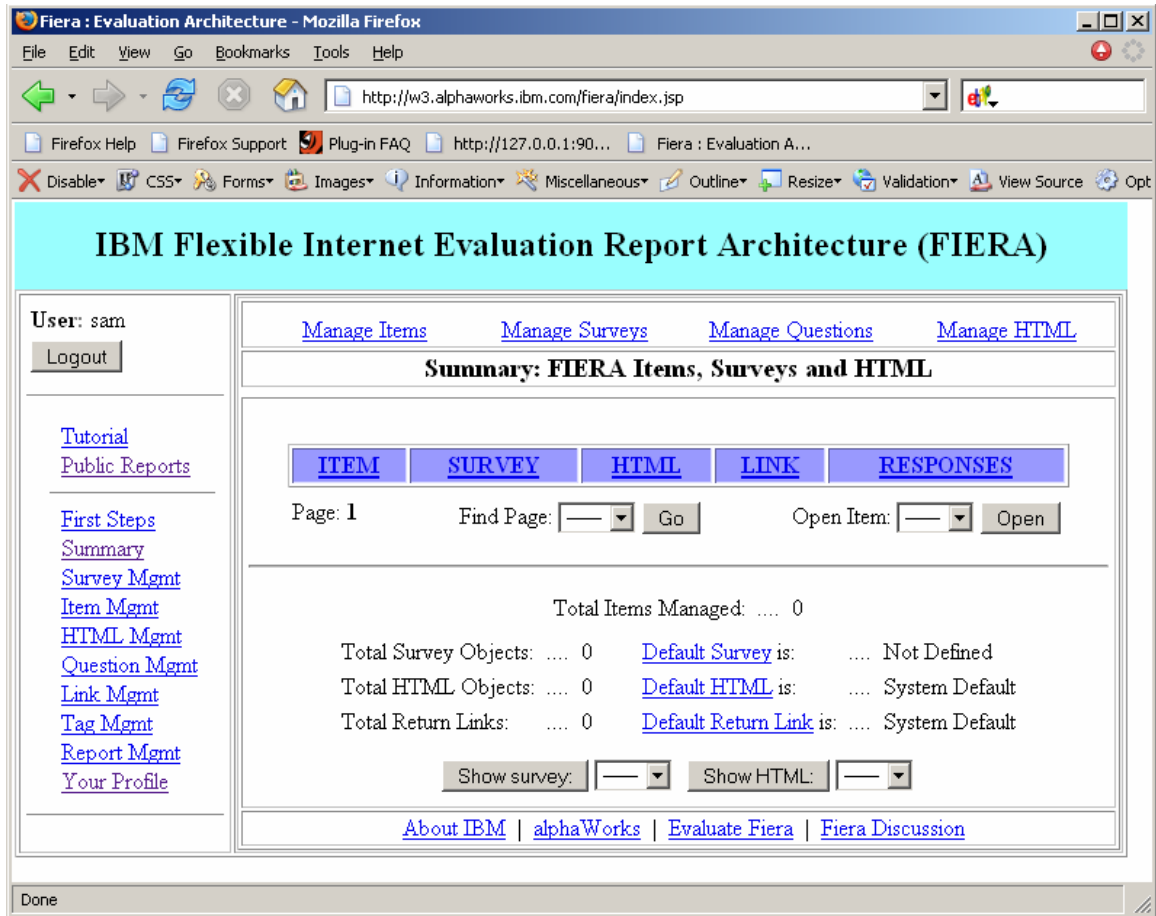 Fiera : Evaluation Architecture - Mozilla Firefox
File Edit View Go Bookmarks Tools Help
http://w3.alphaworks.ibm.com/fiera/index.jsp
Firefox Help Firefox Support Plug-in FAQ http://127.0.0.1:90... Fiera : Evaluation A...
Disable CSS Forms Images Information Miscellaneous Outline Resize Validation View Source Opt
IBM Flexible Internet Evaluation Report Architecture (FIERA)
User: sam
Logout
Tutorial
Public Reports
First Steps
Summary
Survey Mgmt
Item Mgmt
HTML Mgmt
Question Mgmt
Link Mgmt
Tag Mgmt
Report Mgmt
Your Profile
Manage Items Manage Surveys Manage Questions Manage HTML
Summary: FIERA Items, Surveys and HTML
ITEM SURVEY HTML LINK RESPONSES
Page: 1 Find Page: Go Open Item: Open
Total Items Managed: .... 0
Total Survey Objects: .... 0 Default Survey is: .... Not Defined
Total HTML Objects: .... 0 Default HTML is: .... System Default
Total Return Links: .... 0 Default Return Link is: .... System Default
Show survey: Show HTML:
About IBM | alphaWorks | Evaluate Fiera | Fiera Discussion
Done